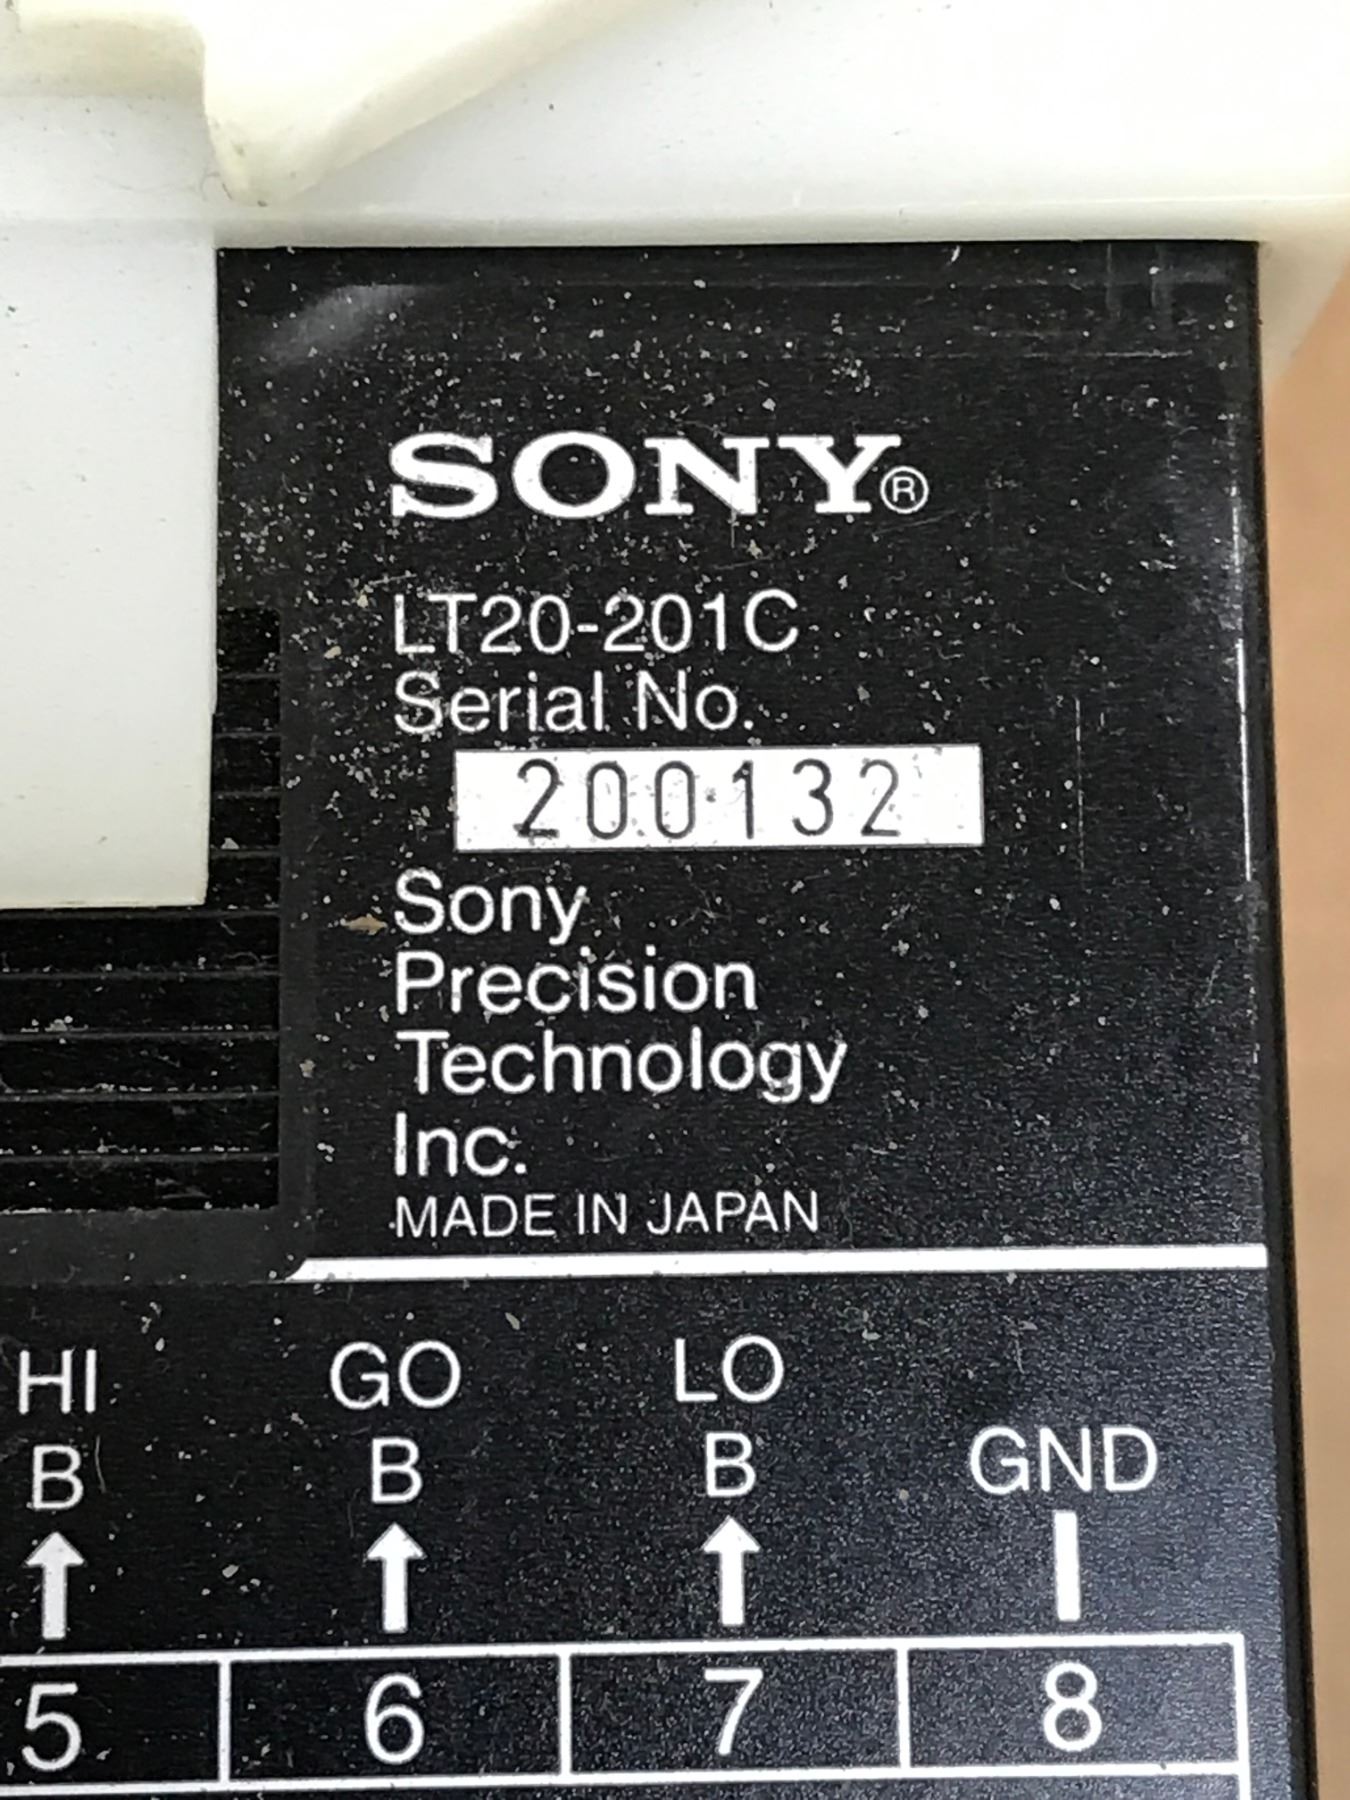 SONY®
LT20-201C
Serial No.
200132
Sony
Precision
Technology
Inc.
MADE IN JAPAN
HI GO LO
B B B GND
5 6 7 8